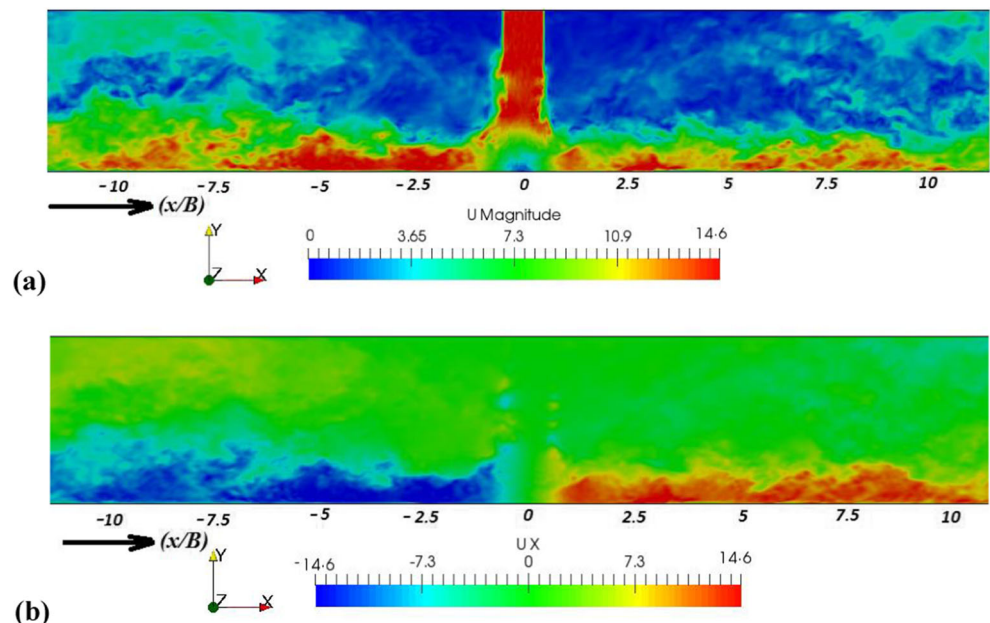 -10 -7.5 -5 -2.5 0 2.5 5 7.5 10
(x/B)
U Magnitude
0 3.65 7.3 10.9 14.6
Y
Z X
(a)
-10 -7.5 -5 -2.5 0 2.5 5 7.5 10
(x/B)
U X
-14.6 -7.3 0 7.3 14.6
Y
Z X
(b)